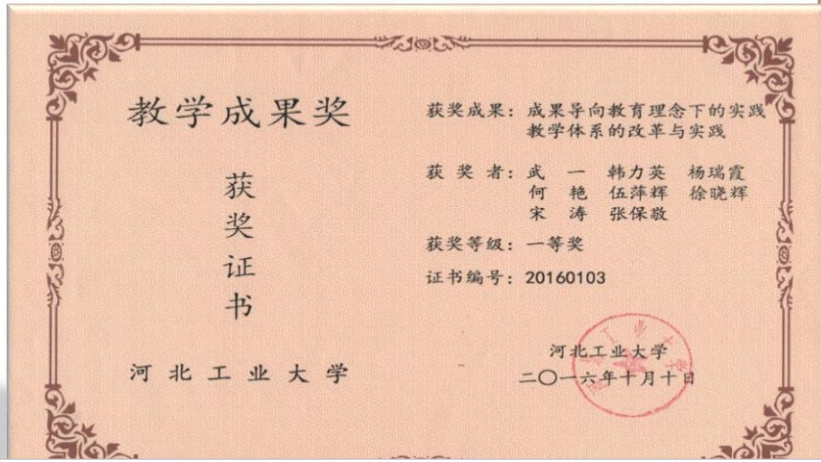 教学成果奖
获奖证书
河北工业大学
获奖成果：成果导向教育理念下的实践
教学体系的改革与实践
获奖者：武一 韩力英 杨瑞霞
何艳 伍萍辉 徐晓辉
宋涛 张保敬
获奖等级：一等奖
证书编号：20160103
河北工业大学
二〇一六年十月十日